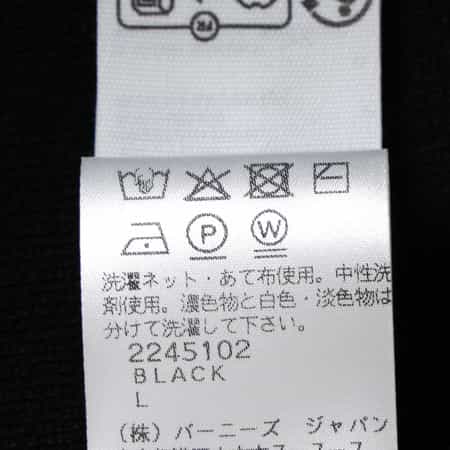 FR
P
W
洗濯ネット・あて布使用。中性洗
剤使用。濃色物と白色・淡色物は
分けて洗濯して下さい。
2245102
BLACK
L
(株) バーニーズ ジャパン